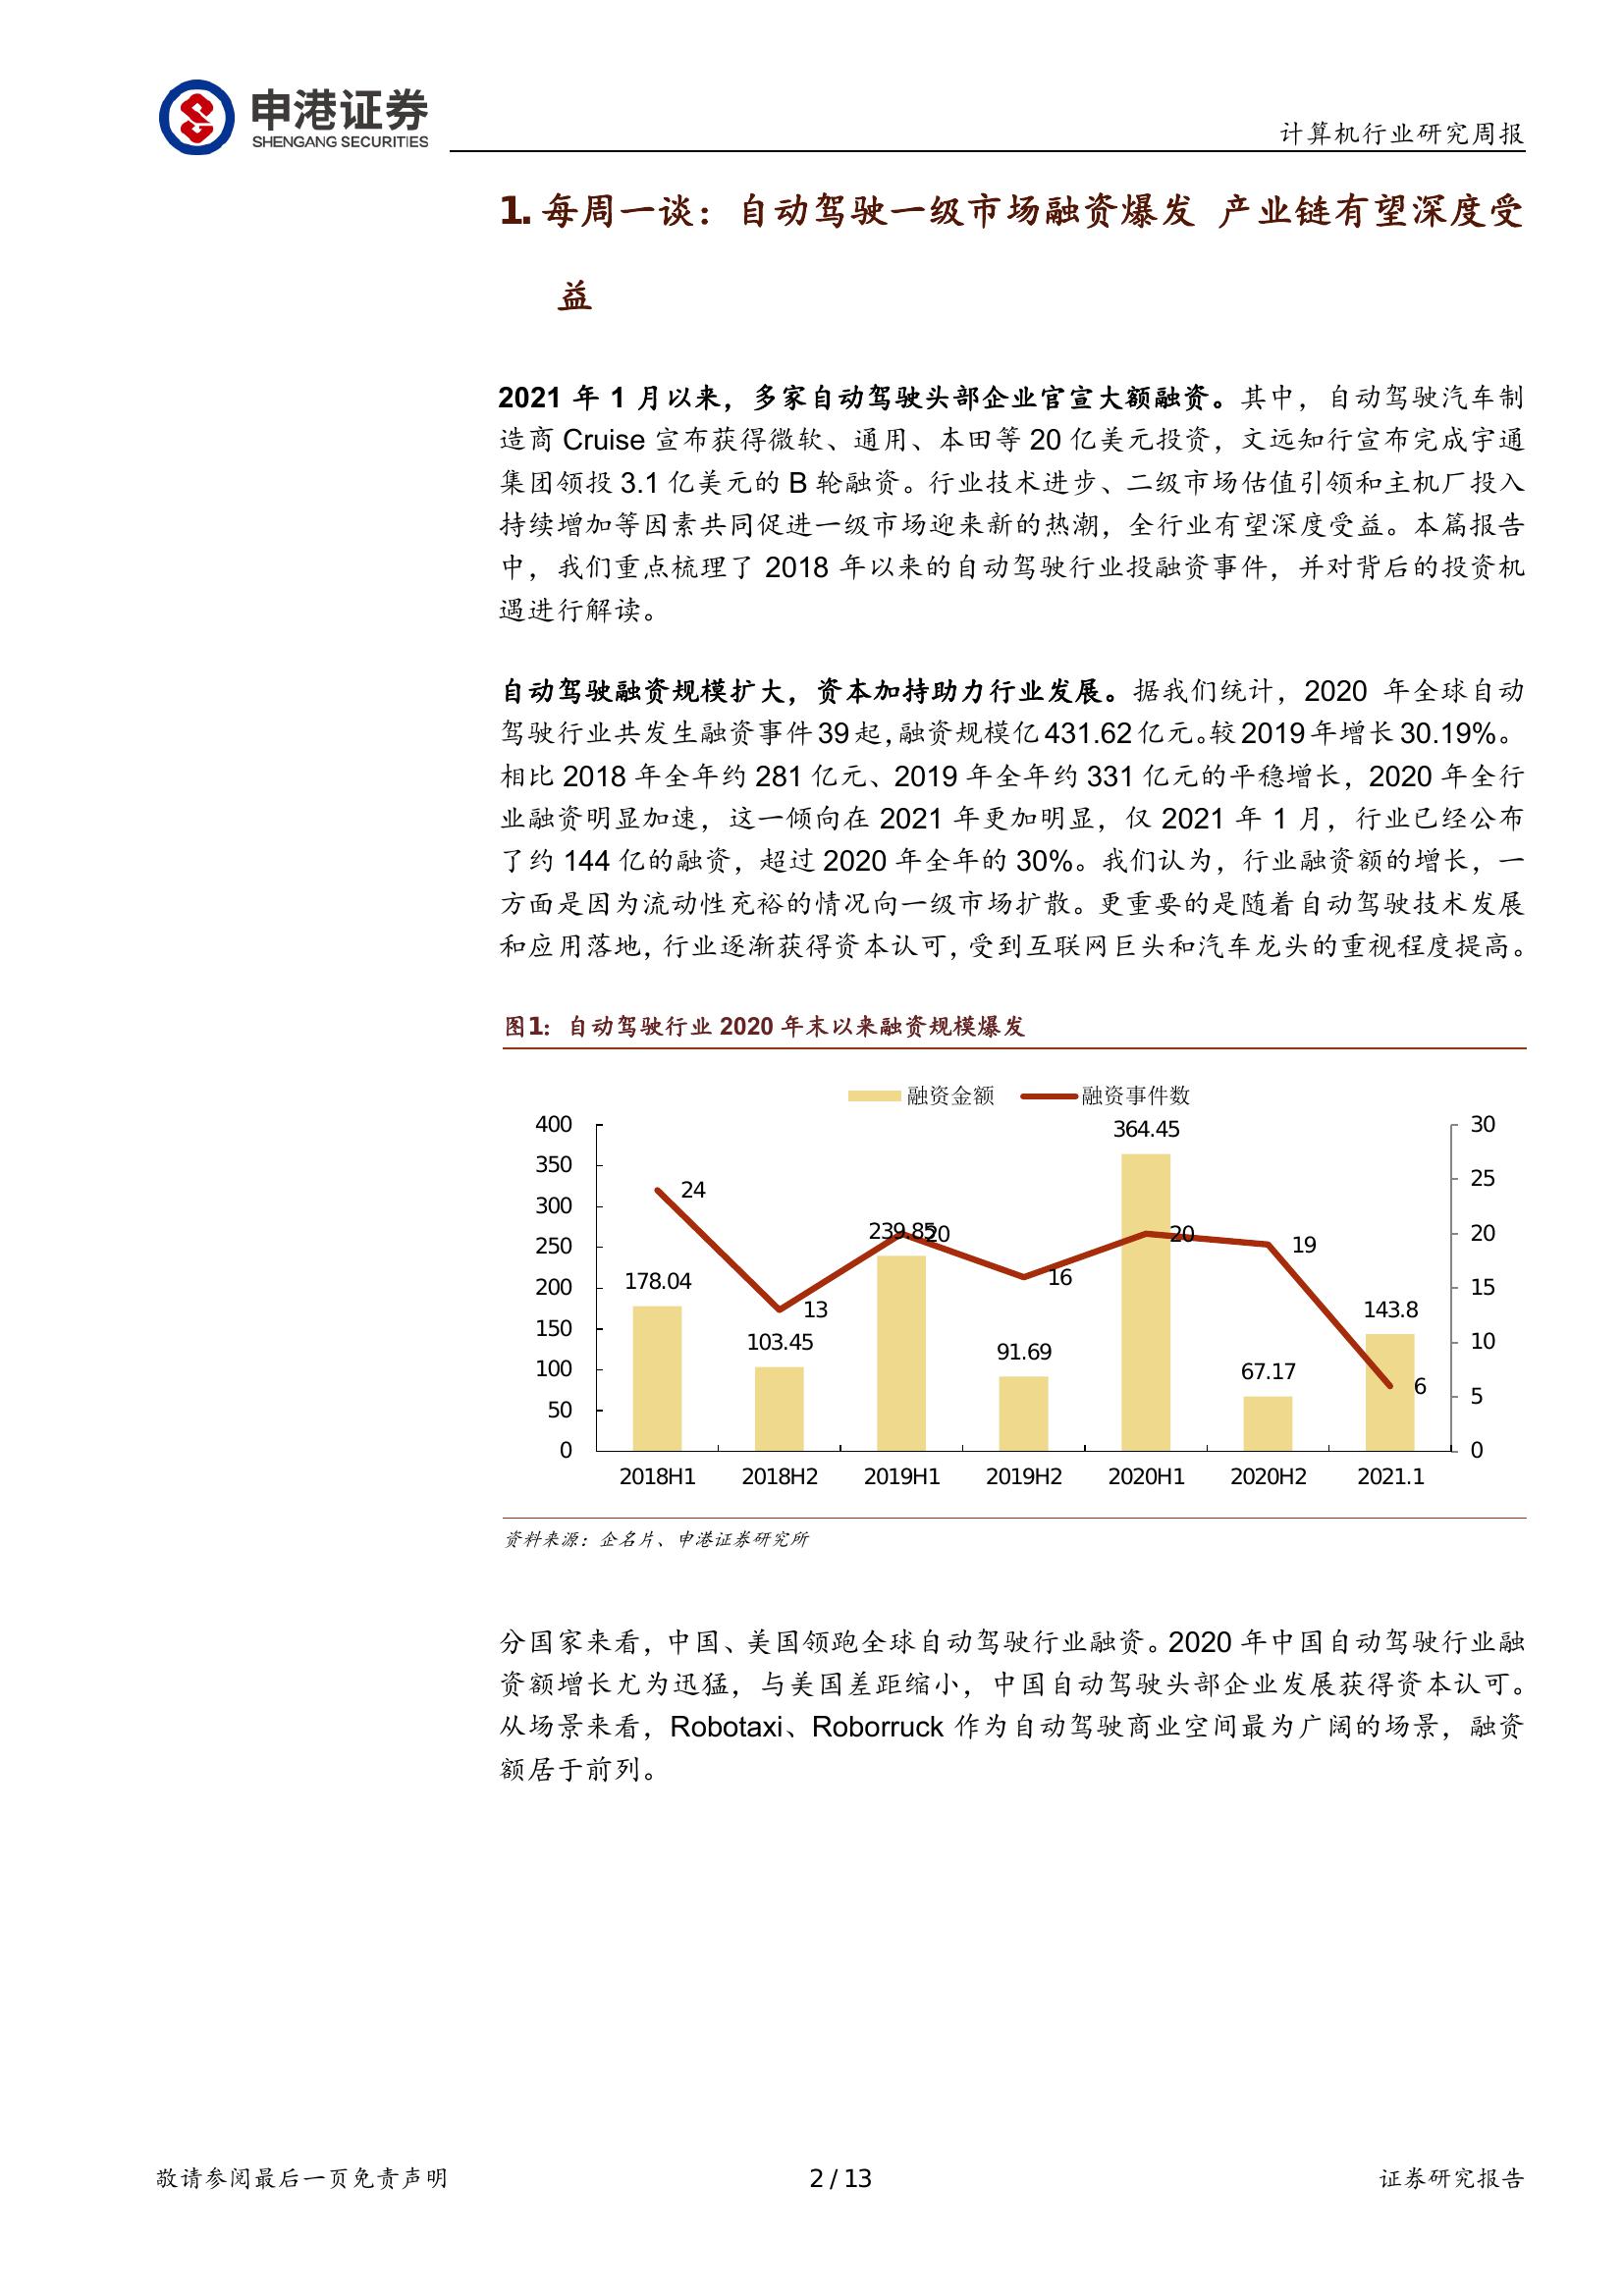 申港证券
SHENGANG SECURITIES
计算机行业研究周报
1. 每周一谈：自动驾驶一级市场融资爆发 产业链有望深度受
益
2021 年 1 月以来，多家自动驾驶头部企业官宣大额融资。其中，自动驾驶汽车制
造商 Cruise 宣布获得微软、通用、本田等 20 亿美元投资，文远知行宣布完成宇通
集团领投 3.1 亿美元的 B 轮融资。行业技术进步、二级市场估值引领和主机厂投入
持续增加等因素共同促进一级市场迎来新的热潮，全行业有望深度受益。本篇报告
中，我们重点梳理了 2018 年以来的自动驾驶行业投融资事件，并对背后的投资机
遇进行解读。
自动驾驶融资规模扩大，资本加持助力行业发展。据我们统计，2020 年全球自动
驾驶行业共发生融资事件 39 起，融资规模亿 431.62 亿元。较 2019 年增长 30.19%。
相比 2018 年全年约 281 亿元、2019 年全年约 331 亿元的平稳增长，2020 年全行
业融资明显加速，这一倾向在 2021 年更加明显，仅 2021 年 1 月，行业已经公布
了约 144 亿的融资，超过 2020 年全年的 30%。我们认为，行业融资额的增长，一
方面是因为流动性充裕的情况向一级市场扩散。更重要的是随着自动驾驶技术发展
和应用落地，行业逐渐获得资本认可，受到互联网巨头和汽车龙头的重视程度提高。
图1：自动驾驶行业 2020 年末以来融资规模爆发
融资金额 融资事件数
400 364.45 30
350 25
300 24
250 239.85 20 20 19 20
200 178.04 16 15
150 13 143.8
100 103.45 91.69 67.17 10
50 6 5
0 0
2018H1 2018H2 2019H1 2019H2 2020H1 2020H2 2021.1
资料来源：企名片、申港证券研究所
分国家来看，中国、美国领跑全球自动驾驶行业融资。2020 年中国自动驾驶行业融
资额增长尤为迅猛，与美国差距缩小，中国自动驾驶头部企业发展获得资本认可。
从场景来看，Robotaxi、Roborruck 作为自动驾驶商业空间最为广阔的场景，融资
额居于前列。
敬请参阅最后一页免责声明 2 / 13 证券研究报告